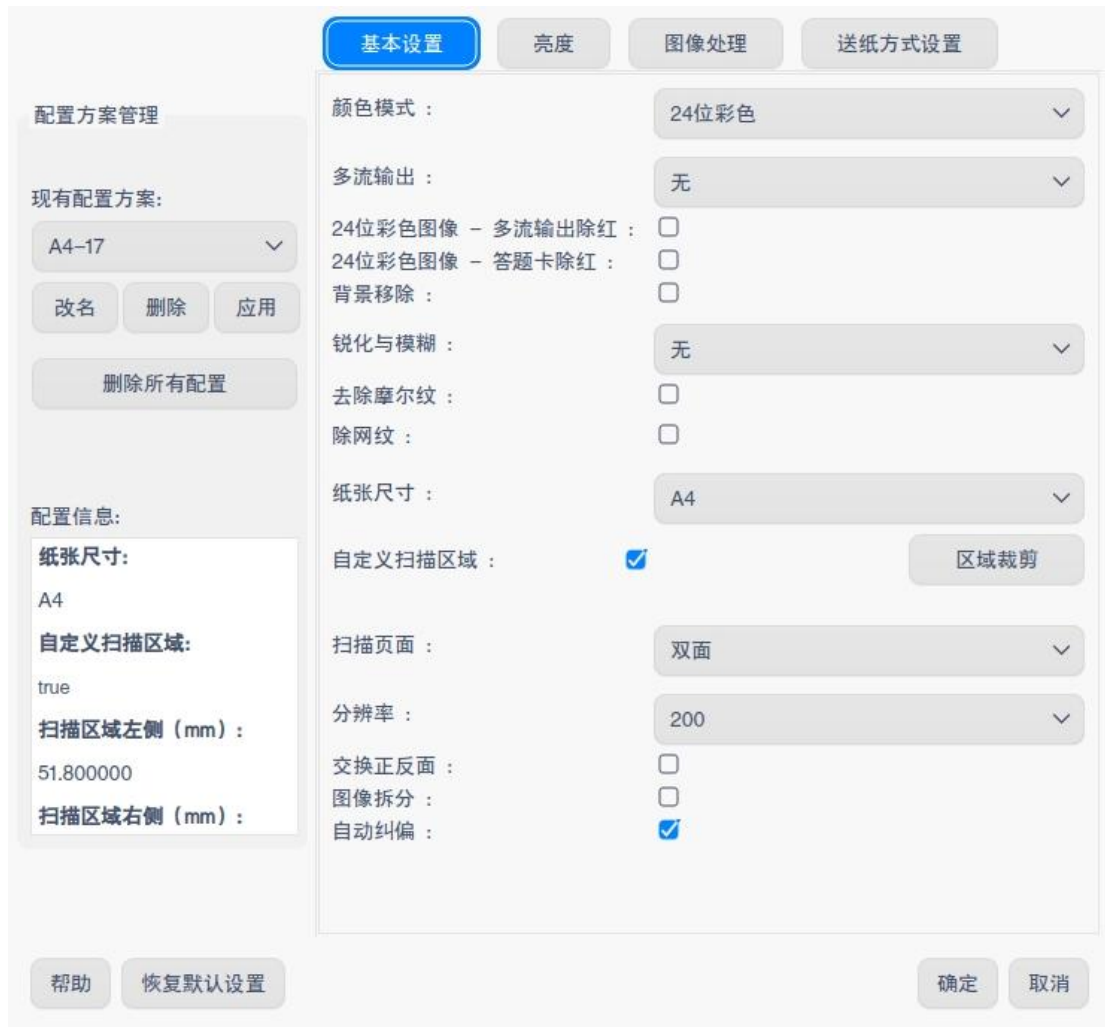 基本设置
亮度
图像处理
送纸方式设置
配置方案管理
现有配置方案:
A4-17
改名
删除
应用
删除所有配置
配置信息:
纸张尺寸:
A4
自定义扫描区域:
true
扫描区域左侧（mm）:
51.800000
扫描区域右侧（mm）:
颜色模式 : 24位彩色
多流输出 : 无
24位彩色图像 - 多流输出除红 :
24位彩色图像 - 答题卡除红 :
背景移除 :
锐化与模糊 : 无
去除摩尔纹 :
除网纹 :
纸张尺寸 : A4
自定义扫描区域 : 区域裁剪
扫描页面 : 双面
分辨率 : 200
交换正反面 :
图像拆分 :
自动纠偏 :
帮助
恢复默认设置
确定
取消